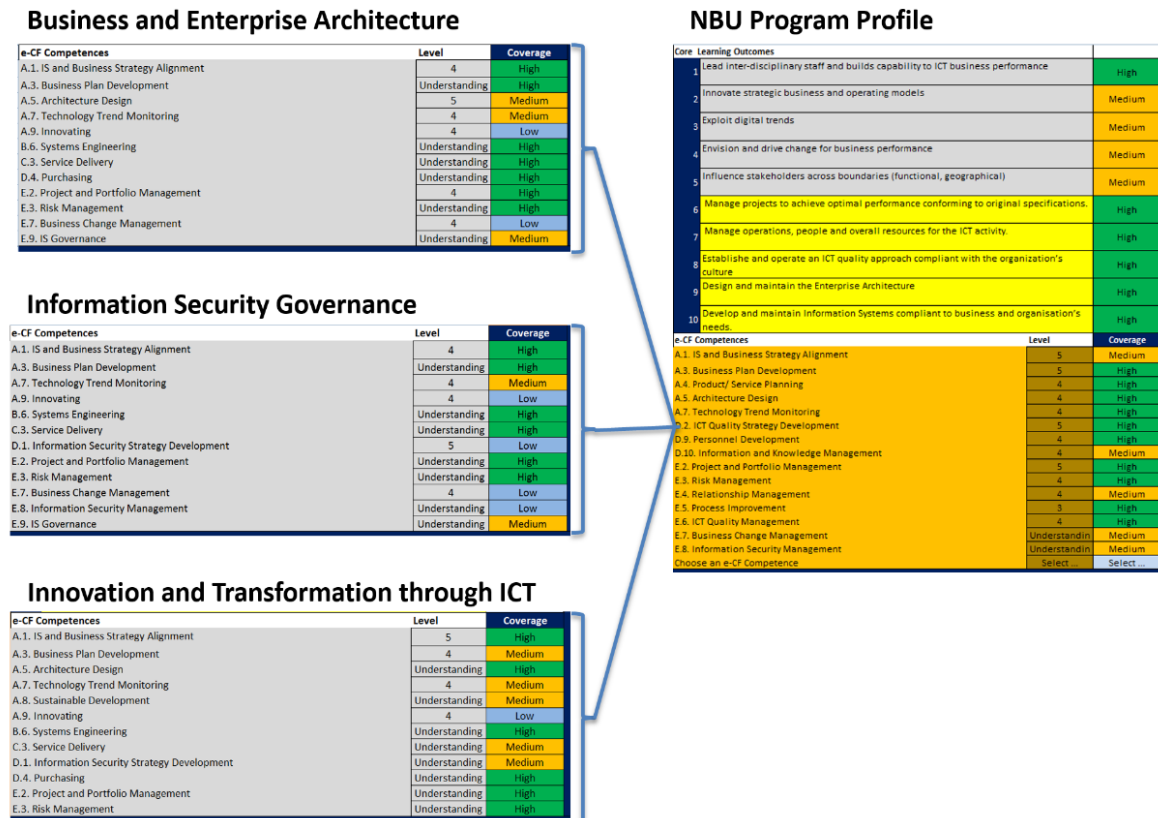 Business and Enterprise Architecture
e-CF Competences Level Coverage
A.1. IS and Business Strategy Alignment 4 High
A.3. Business Plan Development Understanding High
A.5. Architecture Design 5 Medium
A.7. Technology Trend Monitoring 4 Medium
A.9. Innovating 4 Low
B.6. Systems Engineering Understanding High
C.3. Service Delivery Understanding High
D.4. Purchasing Understanding High
E.2. Project and Portfolio Management 4 High
E.3. Risk Management Understanding High
E.7. Business Change Management 4 Low
E.9. IS Governance Understanding Medium
Information Security Governance
e-CF Competences Level Coverage
A.1. IS and Business Strategy Alignment 4 High
A.3. Business Plan Development Understanding High
A.7. Technology Trend Monitoring 4 Medium
A.9. Innovating 4 Low
B.6. Systems Engineering Understanding High
C.3. Service Delivery Understanding High
D.1. Information Security Strategy Development 5 Low
E.2. Project and Portfolio Management Understanding High
E.3. Risk Management Understanding High
E.7. Business Change Management 4 Low
E.8. Information Security Management Understanding Low
E.9. IS Governance Understanding Medium
Innovation and Transformation through ICT
e-CF Competences Level Coverage
A.1. IS and Business Strategy Alignment 5 High
A.3. Business Plan Development 4 Medium
A.5. Architecture Design Understanding High
A.7. Technology Trend Monitoring 4 Medium
A.8. Sustainable Development Understanding Medium
A.9. Innovating 4 Low
B.6. Systems Engineering Understanding High
C.3. Service Delivery Understanding Medium
D.1. Information Security Strategy Development Understanding Medium
D.4. Purchasing Understanding High
E.2. Project and Portfolio Management Understanding High
E.3. Risk Management Understanding High
NBU Program Profile
Core Learning Outcomes
1 Lead inter-disciplinary staff and builds capability to ICT business performance High
2 Innovate strategic business and operating models Medium
3 Exploit digital trends Medium
4 Envision and drive change for business performance Medium
5 Influence stakeholders across boundaries (functional, geographical) Medium
6 Manage projects to achieve optimal performance conforming to original specifications. High
7 Manage operations, people and overall resources for the ICT activity. High
8 Establishe and operate an ICT quality approach compliant with the organization's
culture High
9 Design and maintain the Enterprise Architecture High
10 Develop and maintain Information Systems compliant to business and organisation's
needs. High
e-CF Competences Level Coverage
A.1. IS and Business Strategy Alignment 5 Medium
A.3. Business Plan Development 5 High
A.4. Product/ Service Planning 4 High
A.5. Architecture Design 4 High
A.7. Technology Trend Monitoring 4 High
D.2. ICT Quality Strategy Development 5 High
D.9. Personnel Development 4 High
D.10. Information and Knowledge Management 4 Medium
E.2. Project and Portfolio Management 5 High
E.3. Risk Management 4 High
E.4. Relationship Management 4 Medium
E.5. Process Improvement 3 High
E.6. ICT Quality Management 4 High
E.7. Business Change Management Understandin Medium
E.8. Information Security Management Understandin Medium
Choose an e-CF Competence Select ... Select ...